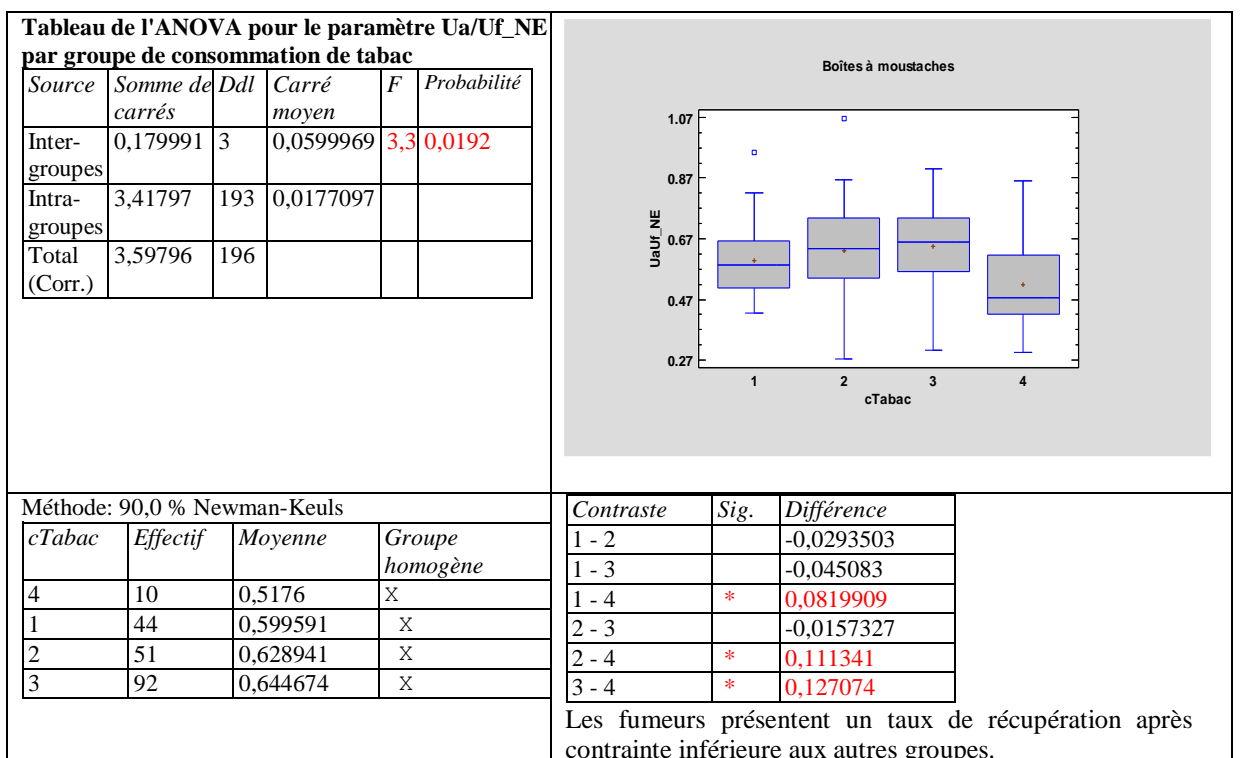 Tableau de l'ANOVA pour le paramètre Ua/Uf_NE
par groupe de consommation de tabac
Source Somme de Ddl Carré F Probabilité
carrés moyen
Inter- 0,179991 3 0,0599969 3,3 0,0192
groupes
Intra- 3,41797 193 0,0177097
groupes
Total 3,59796 196
(Corr.)
Boîtes à moustaches
UaUf_NE
1.07
0.87
0.67
0.47
0.27
1 2 3 4
cTabac
Méthode: 90,0 % Newman-Keuls
cTabac Effectif Moyenne Groupe
homogène
4 10 0,5176 X
1 44 0,599591 X
2 51 0,628941 X
3 92 0,644674 X
Contraste Sig. Différence
1 - 2 -0,0293503
1 - 3 -0,045083
1 - 4 * 0,0819909
2 - 3 -0,0157327
2 - 4 * 0,111341
3 - 4 * 0,127074
Les fumeurs présentent un taux de récupération après
contrainte inférieure aux autres groupes.